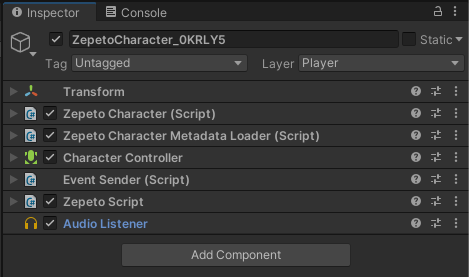 Inspector
Console
ZepetoCharacter_0KRLY5
Static
Tag Untagged
Layer Player
Transform
Zepeto Character (Script)
Zepeto Character Metadata Loader (Script)
Character Controller
Event Sender (Script)
Zepeto Script
Audio Listener
Add Component